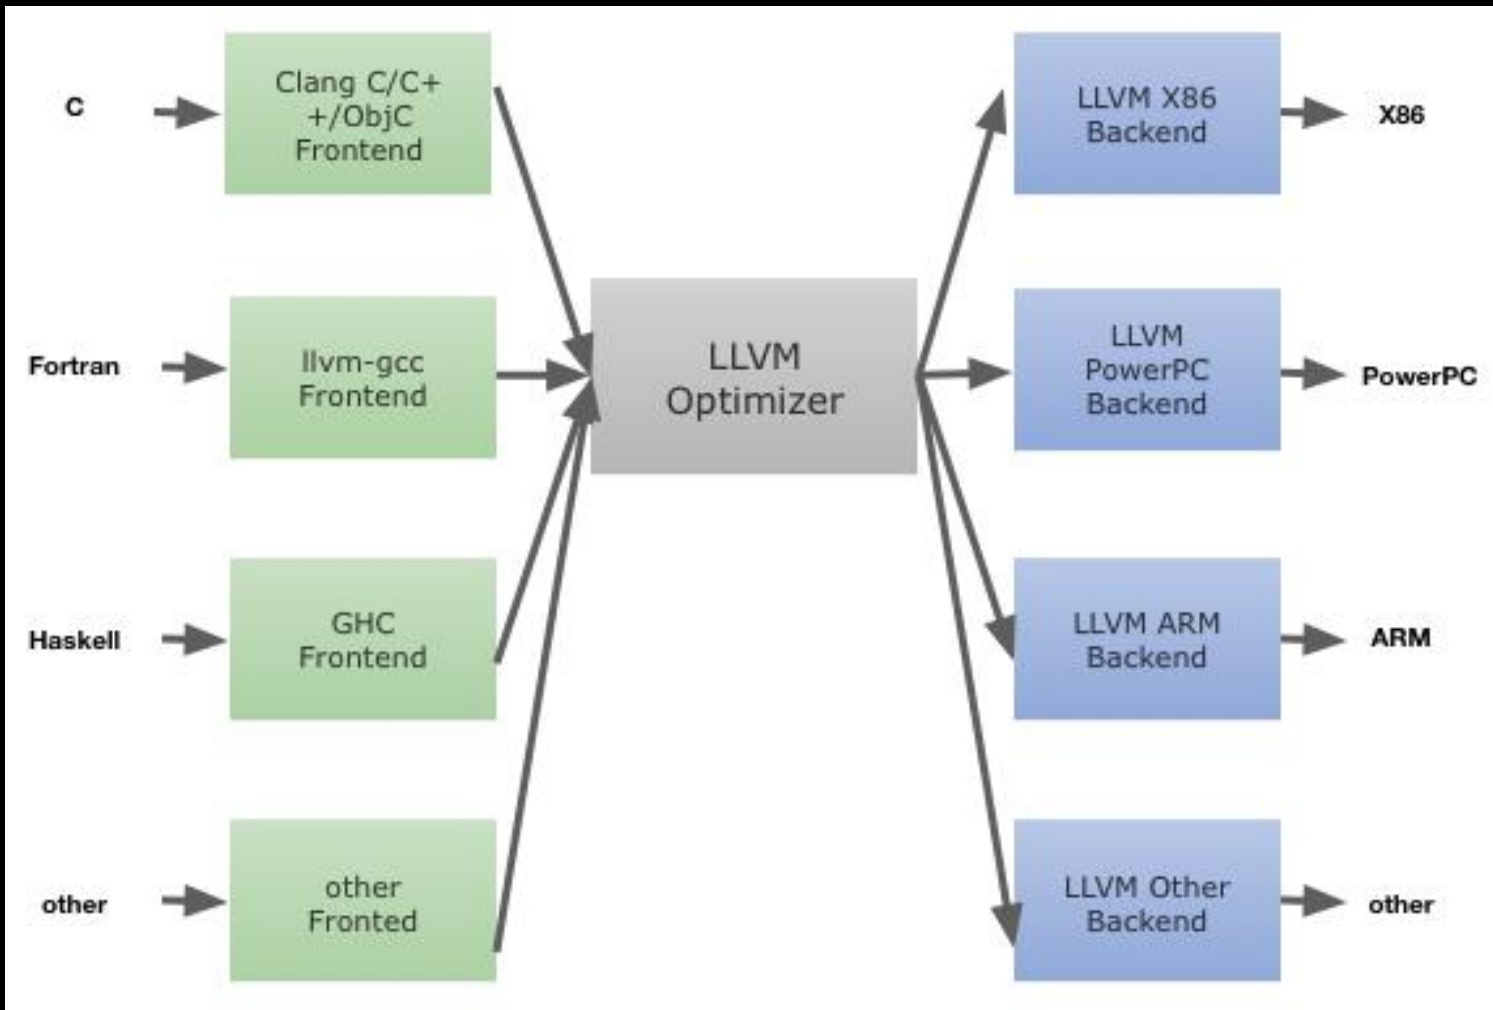 C
Clang C/C+
+/ObjC
Frontend
LLVM X86
Backend
X86
Fortran
llvm-gcc
Frontend
LLVM
Optimizer
LLVM
PowerPC
Backend
PowerPC
Haskell
GHC
Frontend
LLVM ARM
Backend
ARM
other
other
Fronted
LLVM Other
Backend
other